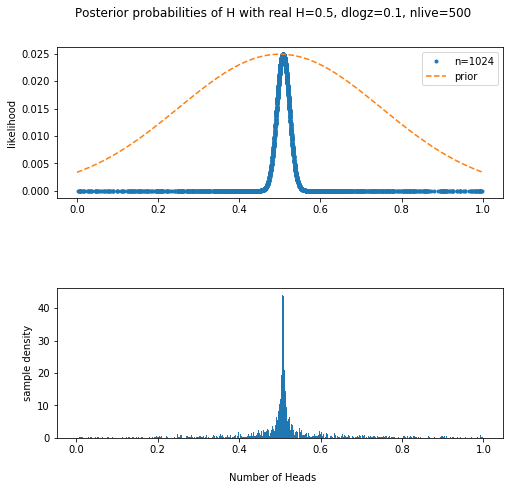 Posterior probabilities of H with real H=0.5, dlogz=0.1, nlive=500
0.025
0.020
0.015
0.010
0.005
0.000
likelihood
n=1024
prior
0.0 0.2 0.4 0.6 0.8 1.0
40
30
20
10
0
sample density
0.0 0.2 0.4 0.6 0.8 1.0
Number of Heads